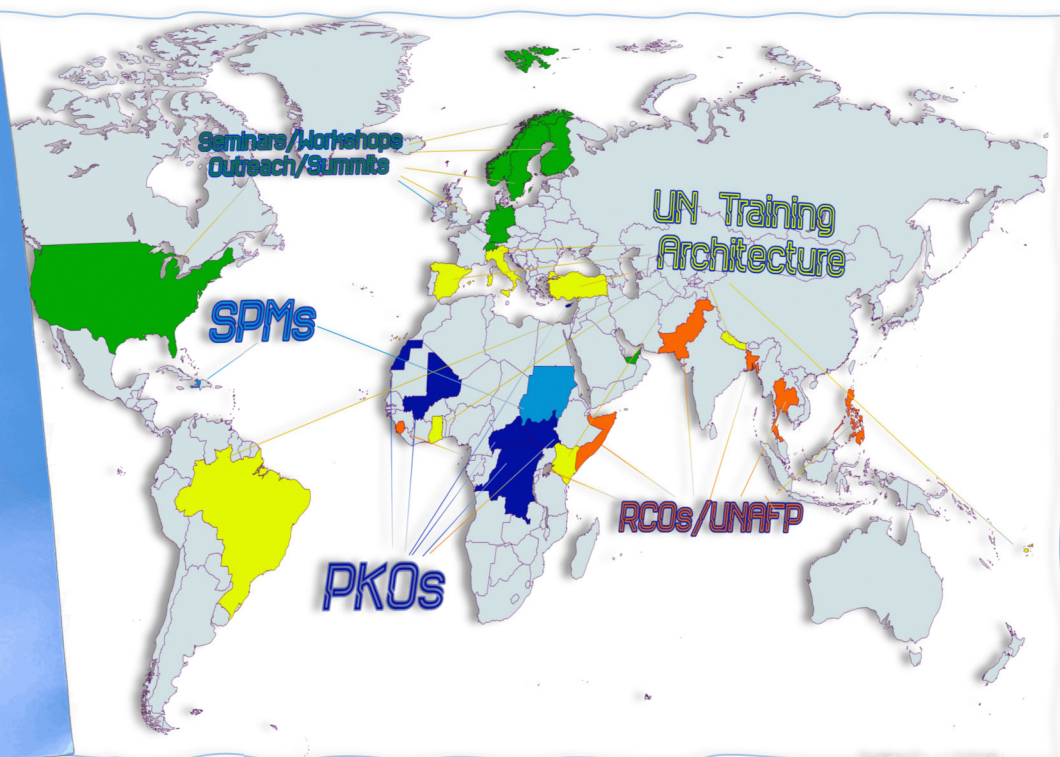 Seminars/Workshops
Outreach/Summits
UN Training
Architecture
SPMs
RCOs/UNAFP
PKOs